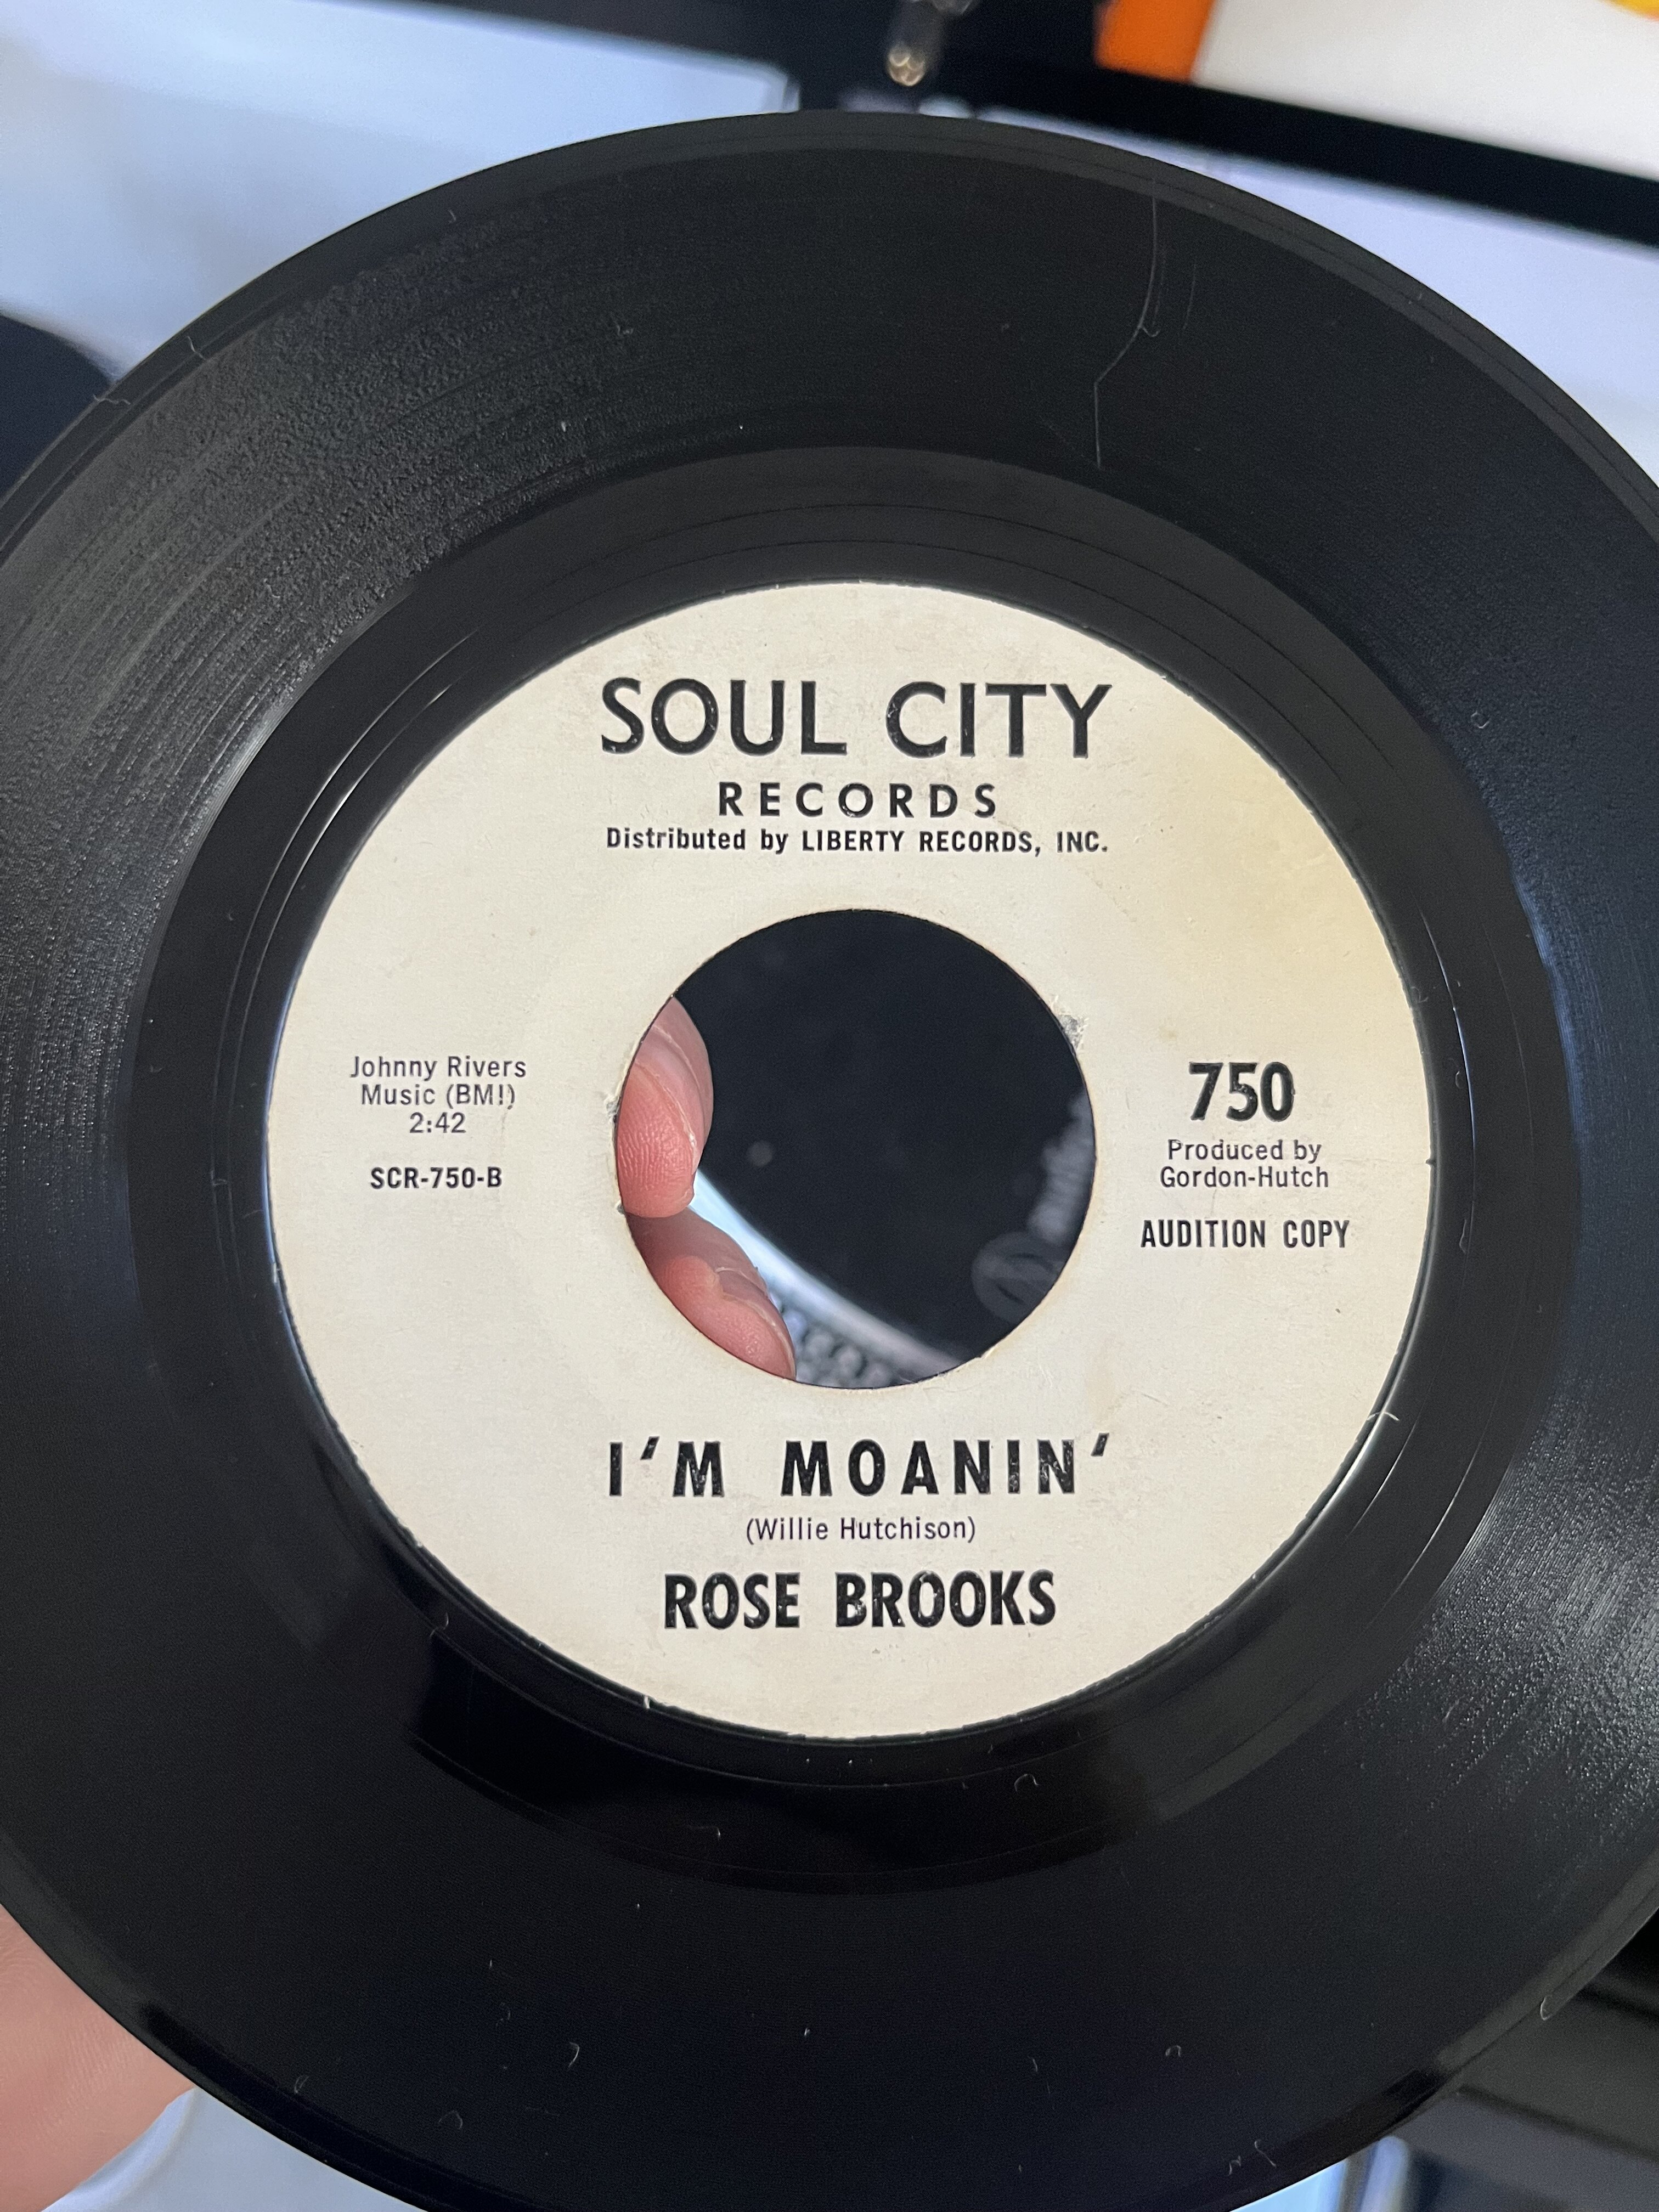 SOUL CITY
RECORDS
Distributed by LIBERTY RECORDS, INC.
Johnny Rivers
Music (BMI)
2:42
SCR-750-B
750
Produced by
Gordon-Hutch
AUDITION COPY
I'M MOANIN'
(Willie Hutchison)
ROSE BROOKS